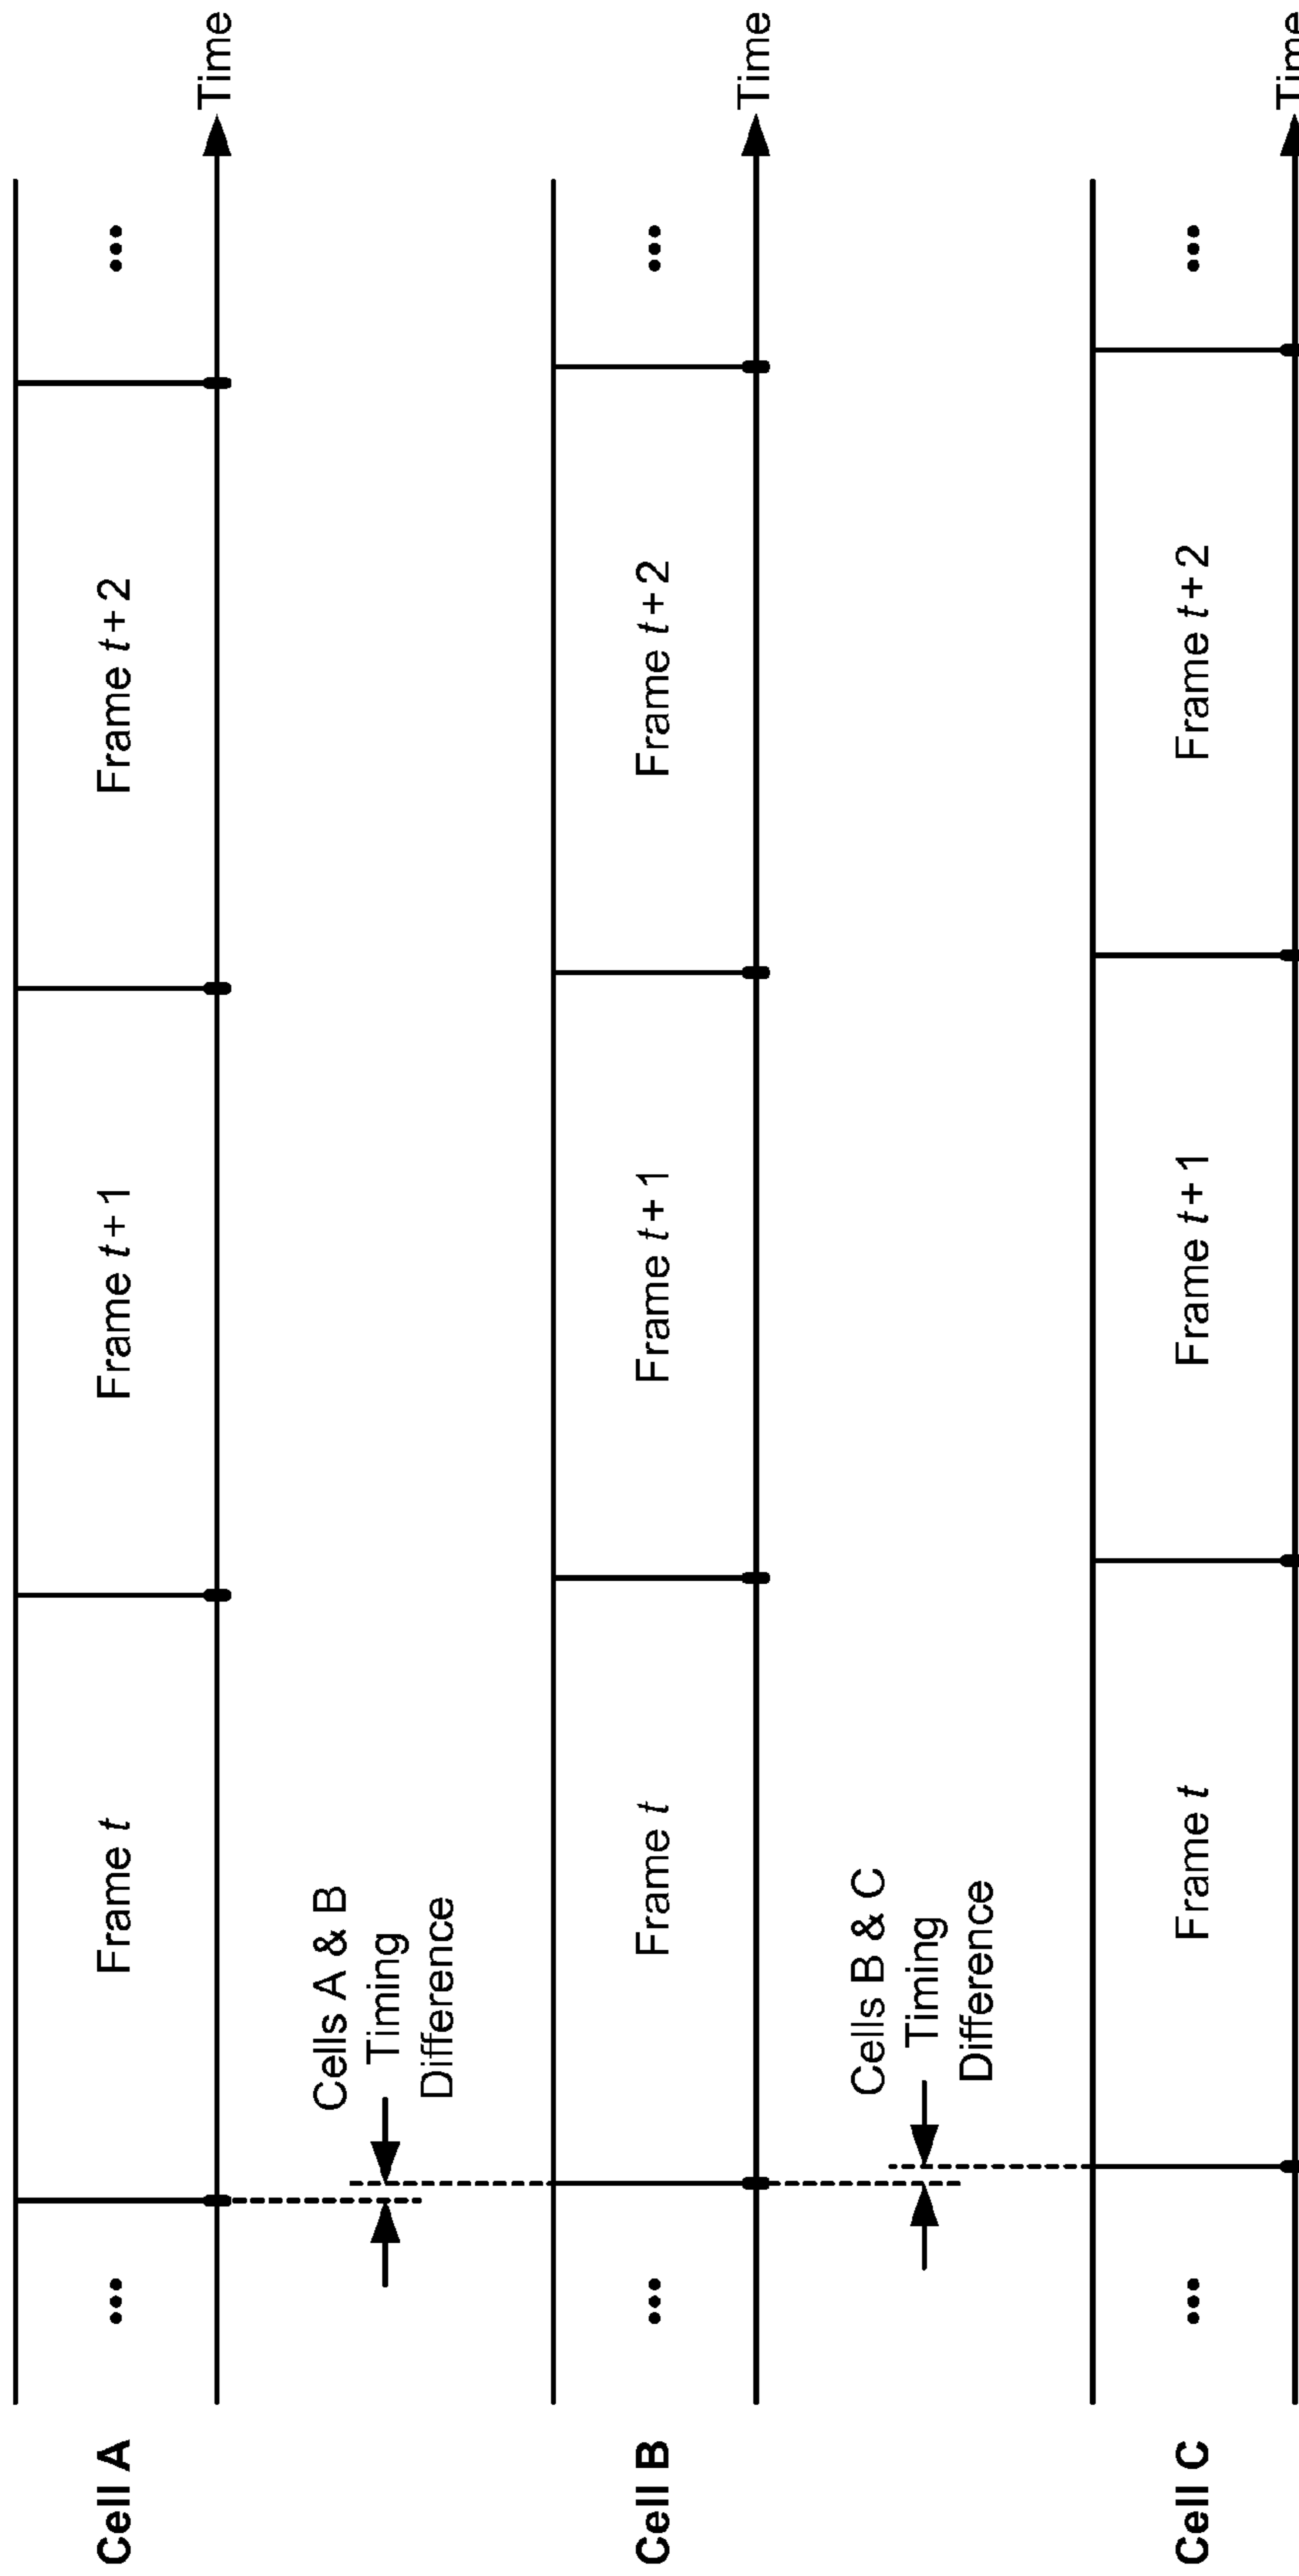 Cell A
...
Frame t
Frame t+1
Frame t+2
...
Time
Cells A & B
Timing
Difference
Cell B
...
Frame t
Frame t+1
Frame t+2
...
Time
Cells B & C
Timing
Difference
Cell C
...
Frame t
Frame t+1
Frame t+2
...
Time